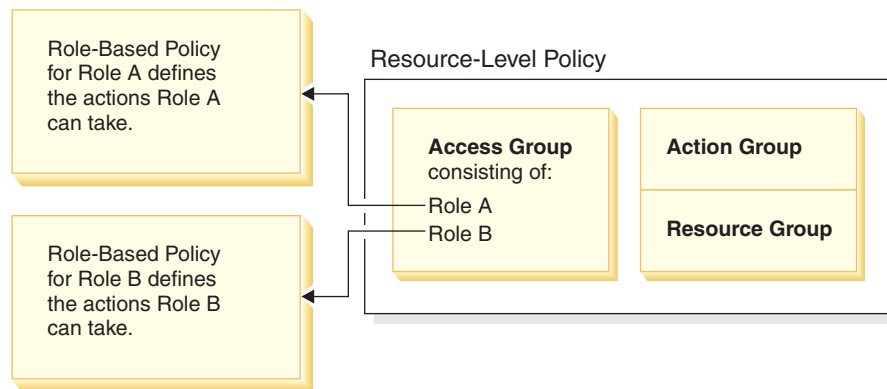 Role-Based Policy
for Role A defines
the actions Role A
can take.
Resource-Level Policy
Access Group
consisting of:
Role A
Role B
Action Group
Resource Group
Role-Based Policy
for Role B defines
the actions Role B
can take.